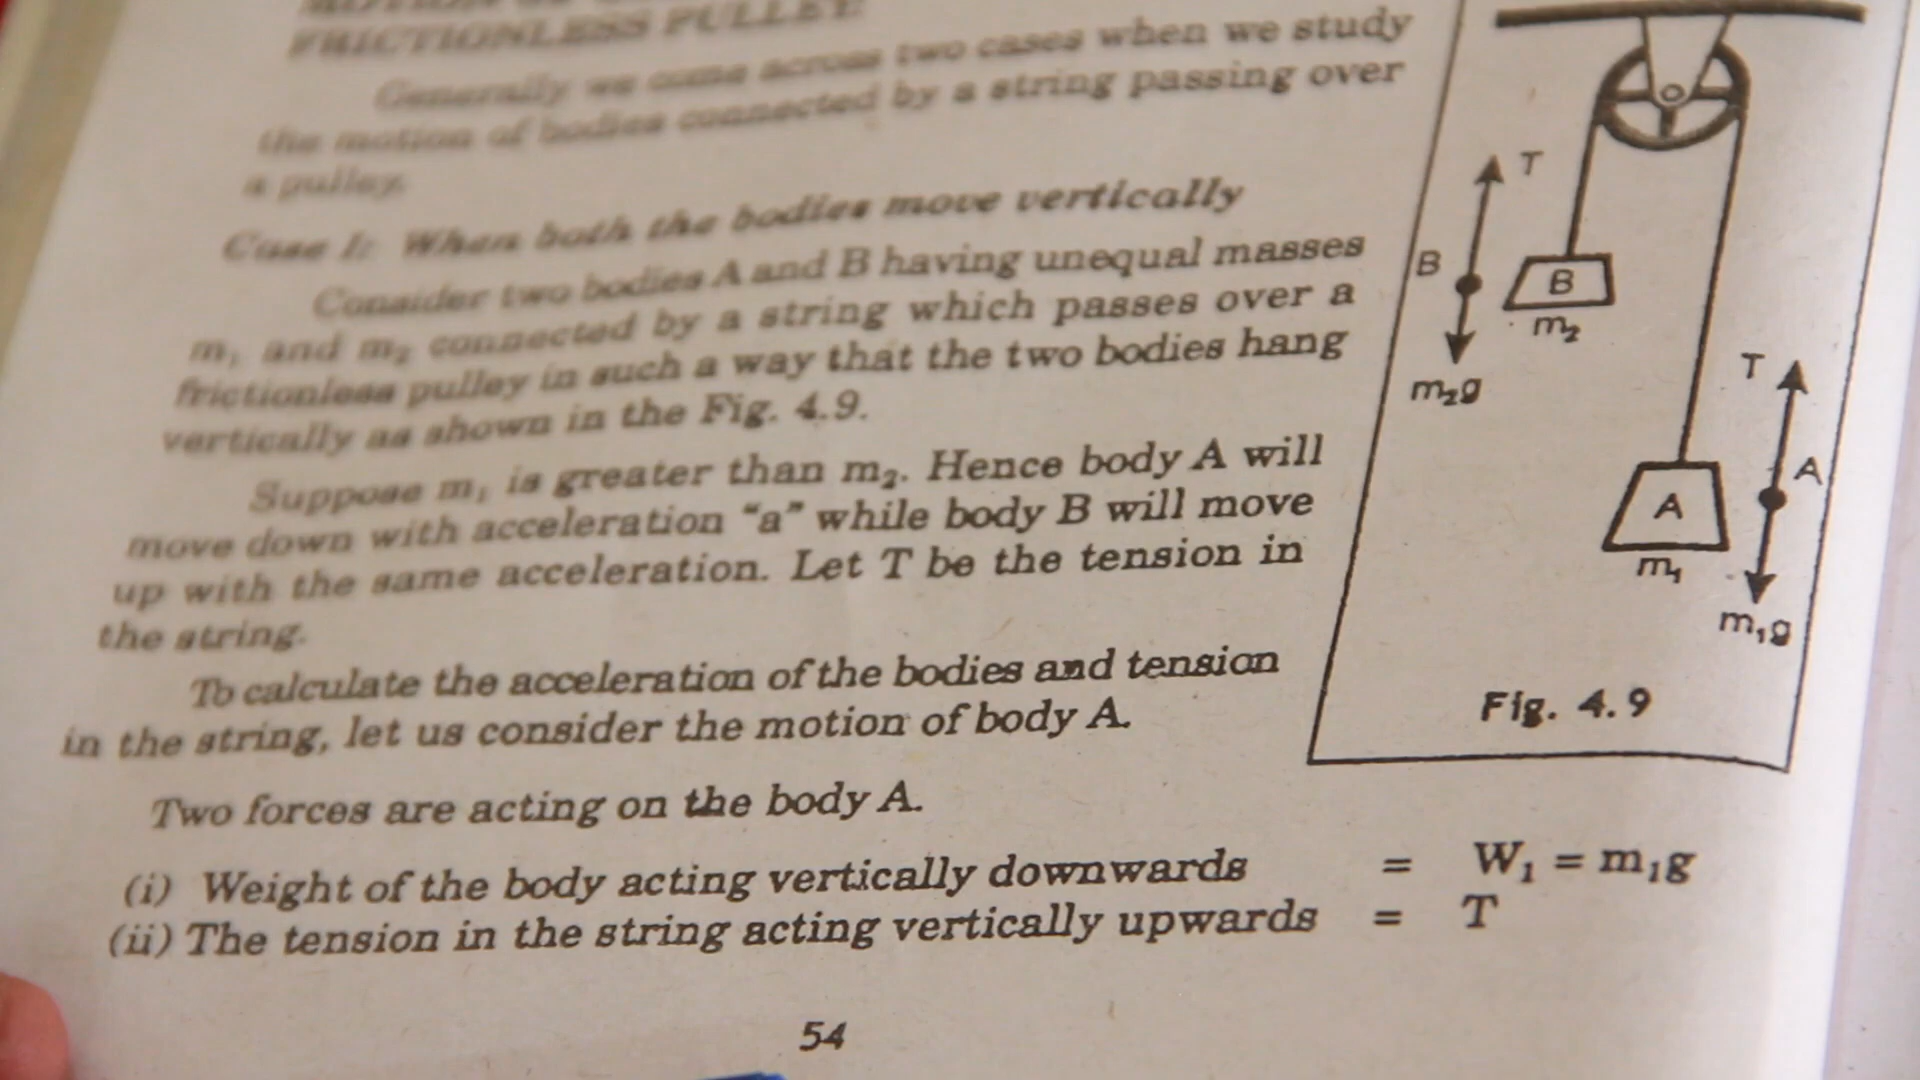 FRICTIONLESS PULLEY:
Generally we come across two cases when we study
the motion of bodies connected by a string passing over
a pulley.
Case I: When both the bodies move vertically
Consider two bodies A and B having unequal masses
m₁ and m₂ connected by a string which passes over a
frictionless pulley in such a way that the two bodies hang
vertically as shown in the Fig. 4.9.
Suppose m₁ is greater than m₂. Hence body A will
move down with acceleration “a” while body B will move
up with the same acceleration. Let T be the tension in
the string.
To calculate the acceleration of the bodies and tension
in the string, let us consider the motion of body A.
Two forces are acting on the body A.
(i) Weight of the body acting vertically downwards = W₁ = m₁g
(ii) The tension in the string acting vertically upwards = T
54
T
B
B
m₂
m₂g
T
A
A
m₁
m₁g
Fig. 4.9